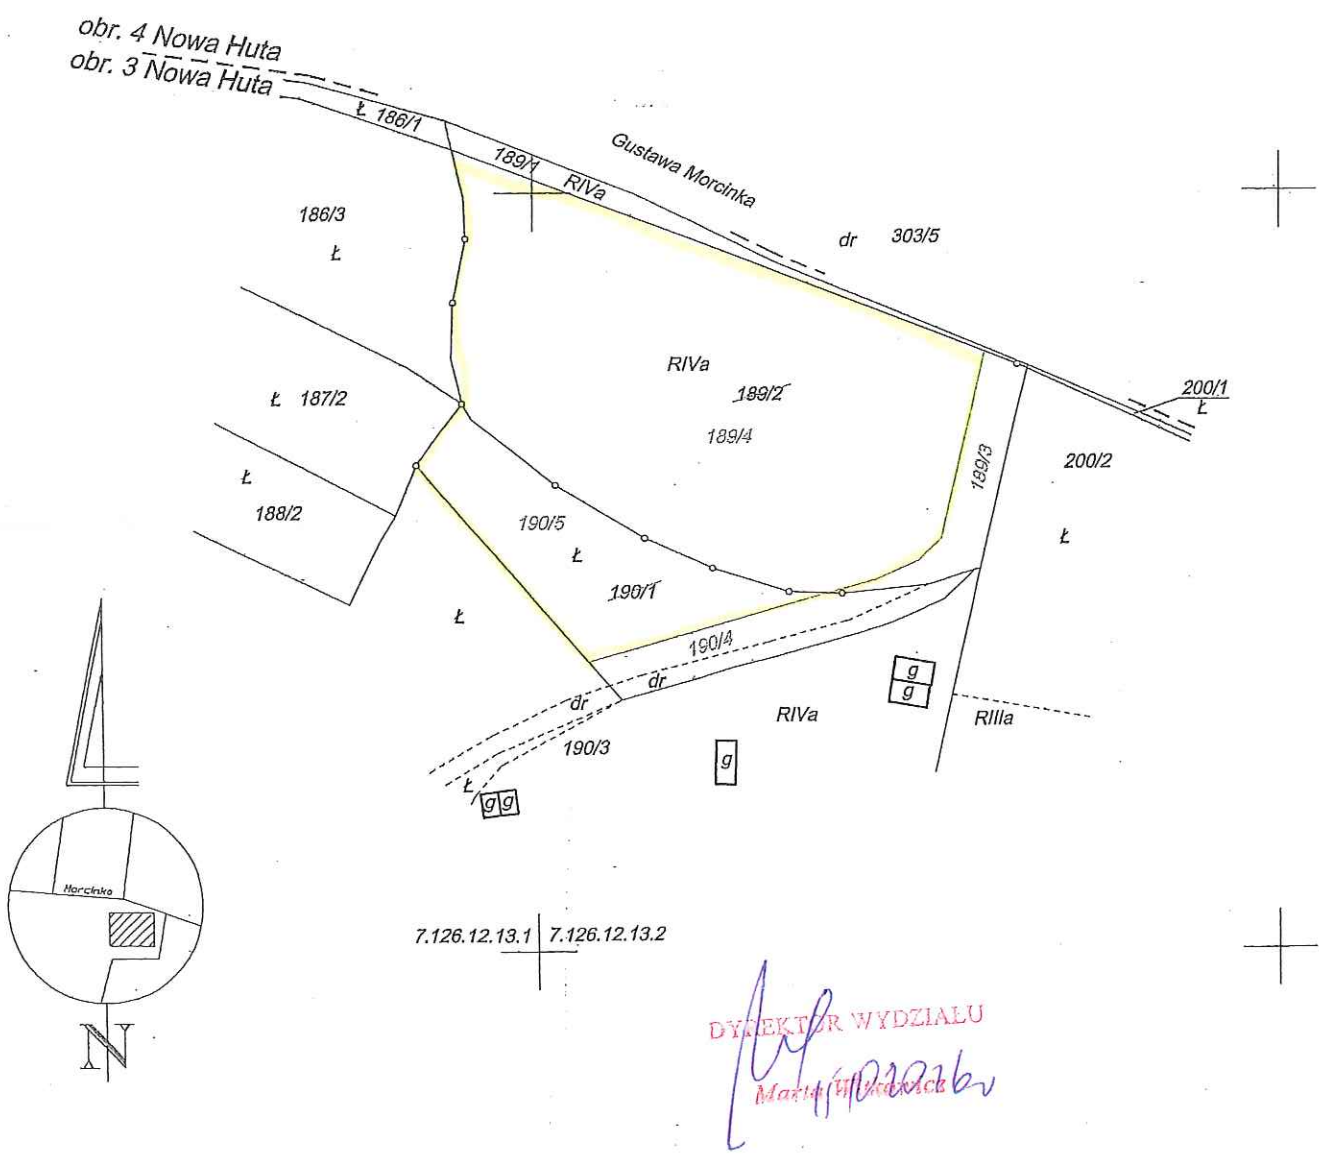 obr. 4 Nowa Huta
obr. 3 Nowa Huta
Ł 186/1
189/1
RIVa
Gustawa Morcinka
dr 303/5
186/3
Ł
RIVa
189/2
189/4
Ł 187/2
200/1
Ł
189/3
200/2
Ł
Ł
188/2
190/5
Ł
190/1
Ł
190/4
dr
dr
g
g
RIVa
RIIIa
190/3
g
Ł
g g
Morcinka
7.126.12.13.1 7.126.12.13.2
N
DYREKTOR WYDZIAŁU